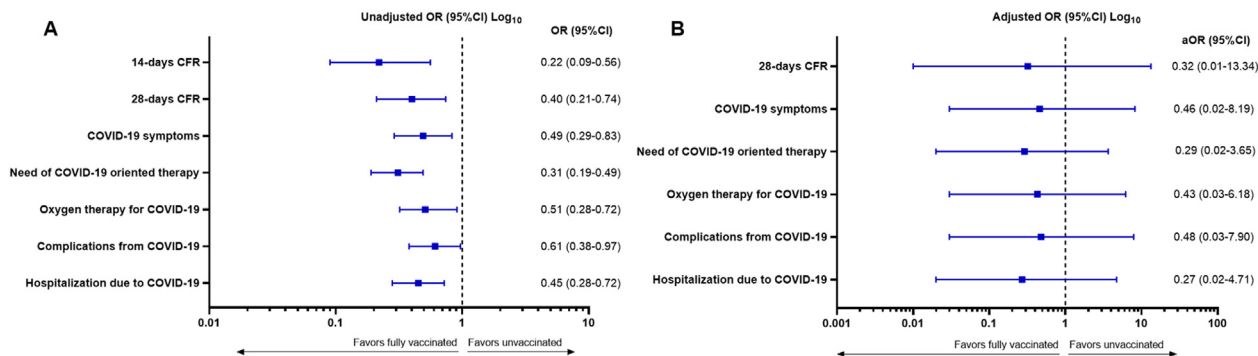 A
Unadjusted OR (95%CI) Log10
OR (95%CI)
14-days CFR 0.22 (0.09-0.56)
28-days CFR 0.40 (0.21-0.74)
COVID-19 symptoms 0.49 (0.29-0.83)
Need of COVID-19 oriented therapy 0.31 (0.19-0.49)
Oxygen therapy for COVID-19 0.51 (0.28-0.72)
Complications from COVID-19 0.61 (0.38-0.97)
Hospitalization due to COVID-19 0.45 (0.28-0.72)
0.01 0.1 1 10
Favors fully vaccinated Favors unvaccinated
B
Adjusted OR (95%CI) Log10
aOR (95%CI)
28-days CFR 0.32 (0.01-13.34)
COVID-19 symptoms 0.46 (0.02-8.19)
Need of COVID-19 oriented therapy 0.29 (0.02-3.65)
Oxygen therapy for COVID-19 0.43 (0.03-6.18)
Complications from COVID-19 0.48 (0.03-7.90)
Hospitalization due to COVID-19 0.27 (0.02-4.71)
0.001 0.01 0.1 1 10 100
Favors fully vaccinated Favors unvaccinated